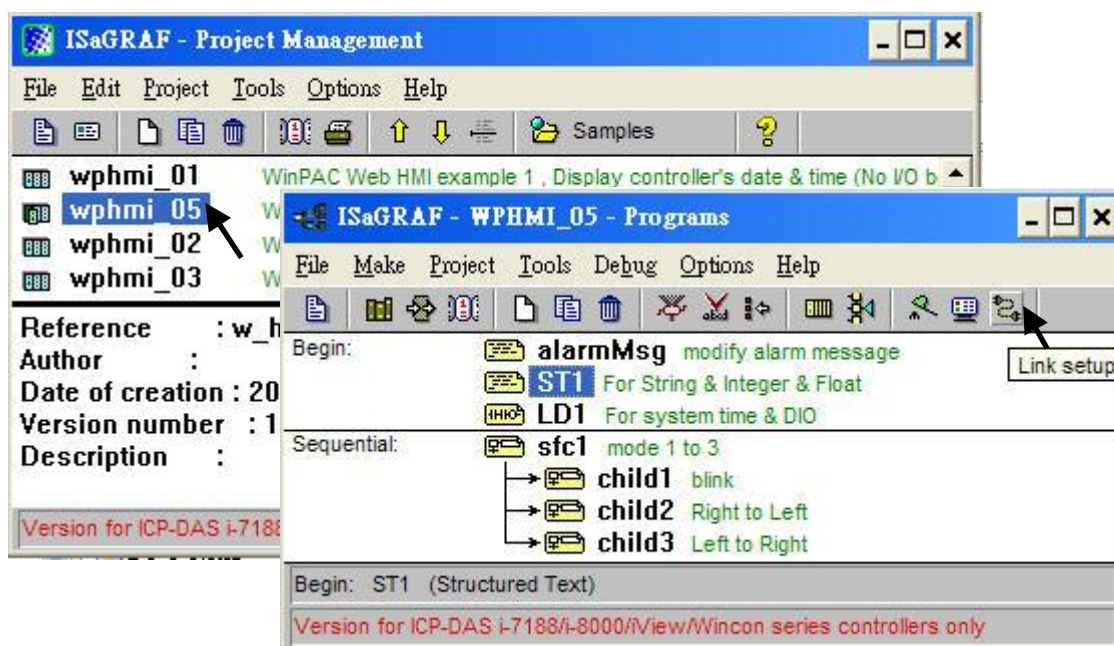 ISaGRAF - Project Management
File Edit Project Tools Options Help
Samples
wphmi_01 WinPAC Web HMI example 1 , Display controller's date & time (No I/O b
wphmi_05 W
wphmi_02 W
wphmi_03 W
Reference : w_h
Author :
Date of creation : 20
Version number : 1
Description :
Version for ICP-DAS i-7188
ISaGRAF - WPHMI_05 - Programs
File Make Project Tools Debug Options Help
Link setup
Begin: alarmMsg modify alarm message
ST1 For String & Integer & Float
LD1 For system time & DIO
Sequential: sfc1 mode 1 to 3
child1 blink
child2 Right to Left
child3 Left to Right
Begin: ST1 (Structured Text)
Version for ICP-DAS i-7188/i-8000/iView/Wincon series controllers only